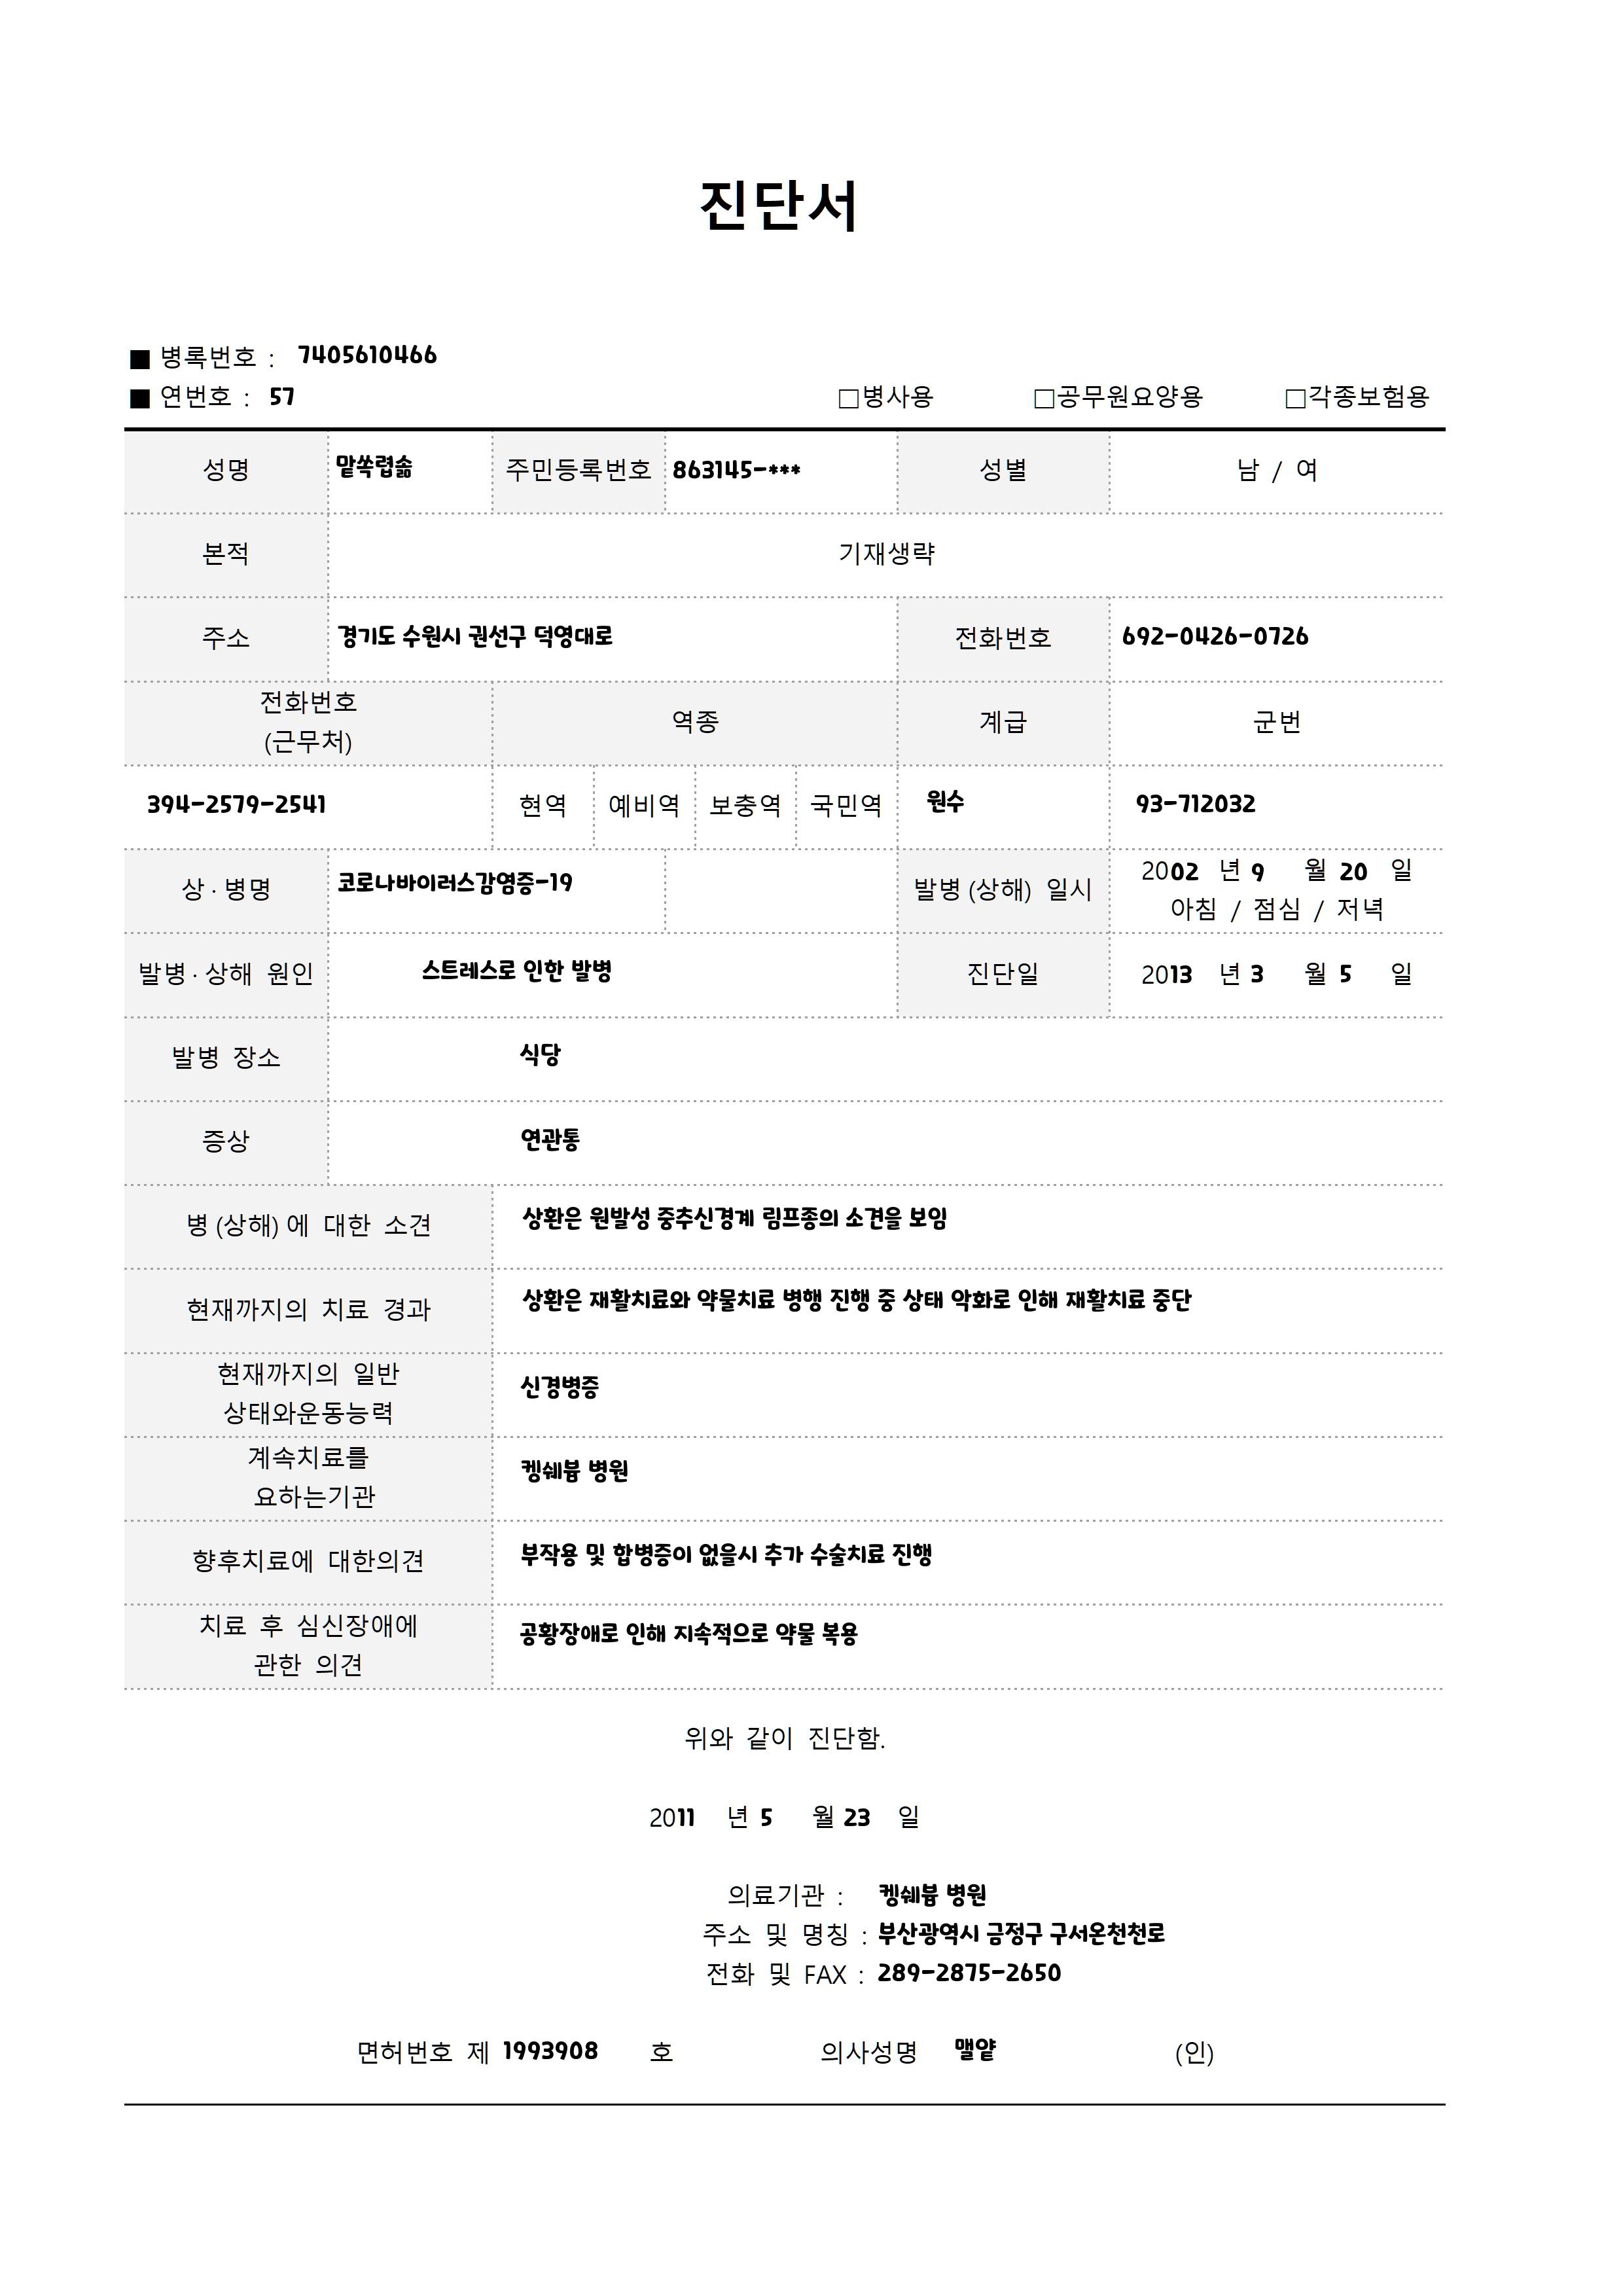 진단서
■ 병록번호 : 7405610466
■ 연번호 : 57 □병사용 □공무원요양용 □각종보험용
성명 맡쏙렵솖 주민등록번호 863145-*** 성별 남 / 여
본적 기재생략
주소 경기도 수원시 권선구 덕영대로 전화번호 692-0426-0726
전화번호
(근무처) 역종 계급 군번
394-2579-2541 현역 예비역 보충역 국민역 원수 93-712032
상·병명 코로나바이러스감염증-19 발병(상해) 일시 2002 년 9 월 20 일
아침 / 점심 / 저녁
발병·상해 원인 스트레스로 인한 발병 진단일 2013 년 3 월 5 일
발병 장소 식당
증상 연관통
병(상해)에 대한 소견 상환은 원발성 중추신경계 림프종의 소견을 보임
현재까지의 치료 경과 상환은 재활치료와 약물치료 병행 진행 중 상태 악화로 인해 재활치료 중단
현재까지의 일반
상태와운동능력 신경병증
계속치료를
요하는기관 켕쉐븀 병원
향후치료에 대한의견 부작용 및 합병증이 없을시 추가 수술치료 진행
치료 후 심신장애에
관한 의견 공황장애로 인해 지속적으로 약물 복용
위와 같이 진단함.
2011 년 5 월 23 일
의료기관 : 켕쉐븀 병원
주소 및 명칭 : 부산광역시 금정구 구서온천천로
전화 및 FAX : 289-2875-2650
면허번호 제 1993908 호 의사성명 맬얕 (인)